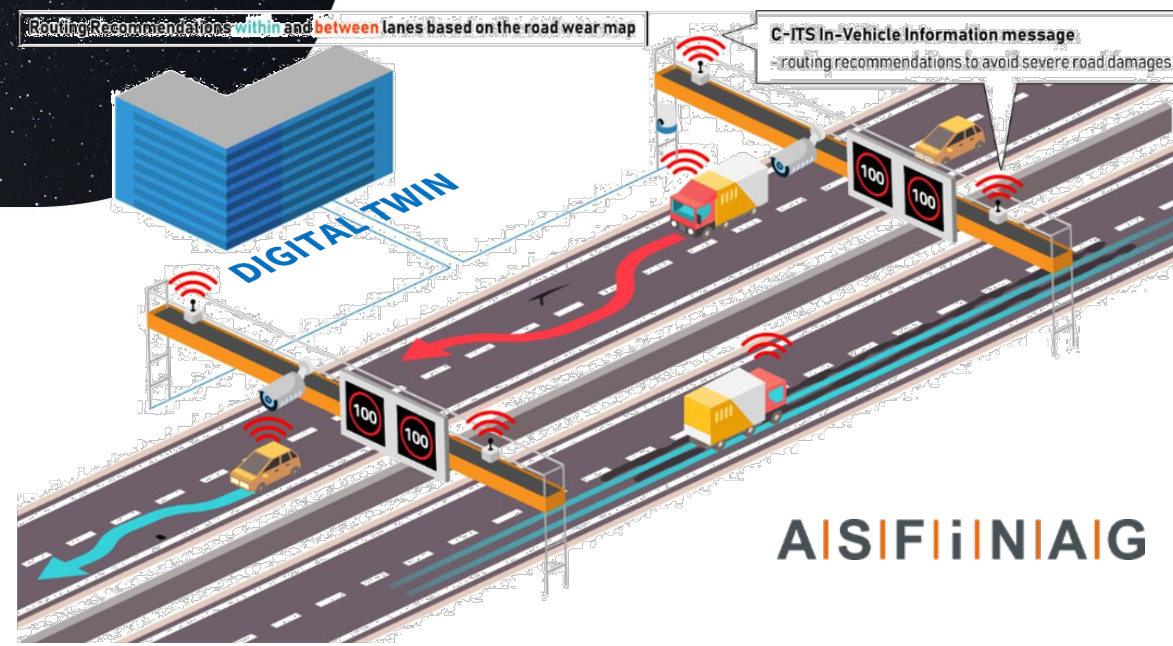 Routing Recommendations within and between lanes based on the road wear map
C-ITS In-Vehicle Information message
- routing recommendations to avoid severe road damages
100
100
DIGITAL TWIN
100
100
A|S|F|i|N|A|G